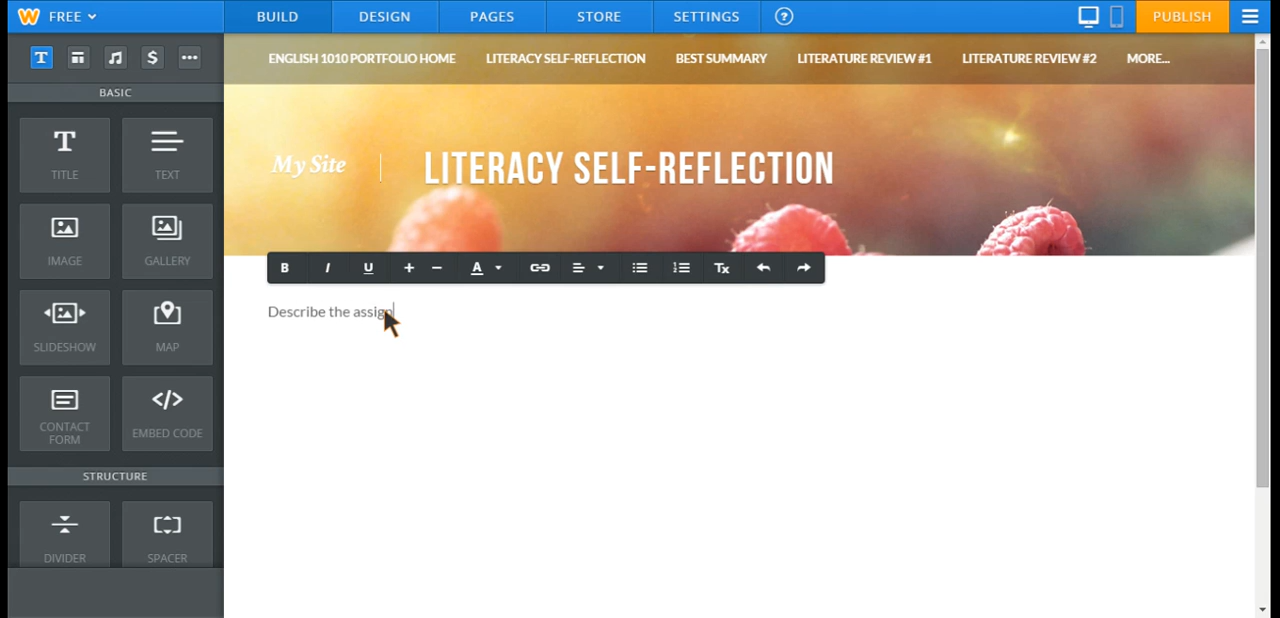 FREE BUILD DESIGN PAGES STORE SETTINGS ? PUBLISH
T $
ENGLISH 1010 PORTFOLIO HOME LITERACY SELF-REFLECTION BEST SUMMARY LITERATURE REVIEW #1 LITERATURE REVIEW #2 MORE...
BASIC
TITLE TEXT
My Site | LITERACY SELF-REFLECTION
IMAGE GALLERY
B I U + − A Tx
Describe the assign
SLIDESHOW MAP
CONTACT FORM EMBED CODE
STRUCTURE
DIVIDER SPACER